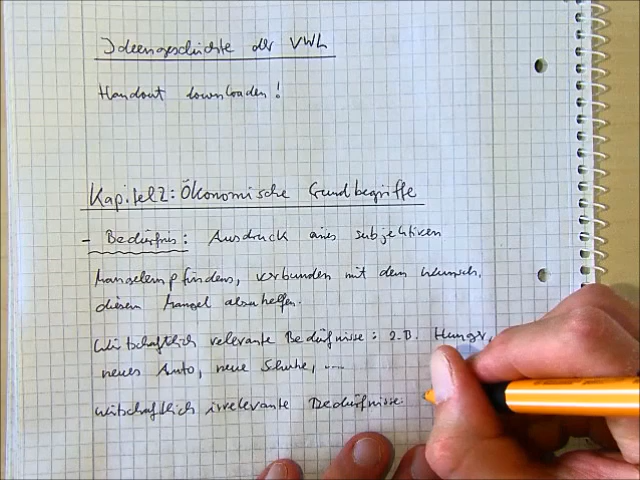 Ideengeschichte der VWL
Handout downloaden!
Kapitel 2: Ökonomische Grundbegriffe
- Bedürfnis: Ausdruck eines subjektiven
Mangelempfindens, verbunden mit dem Wunsch,
diesen Mangel abzuhelfen.
Wirtschaftlich relevante Bedüfnisse: z.B. Hunger,
neues Auto, neue Schuhe, ....
Wirtschaftlich irrelevante Bedürfnisse: